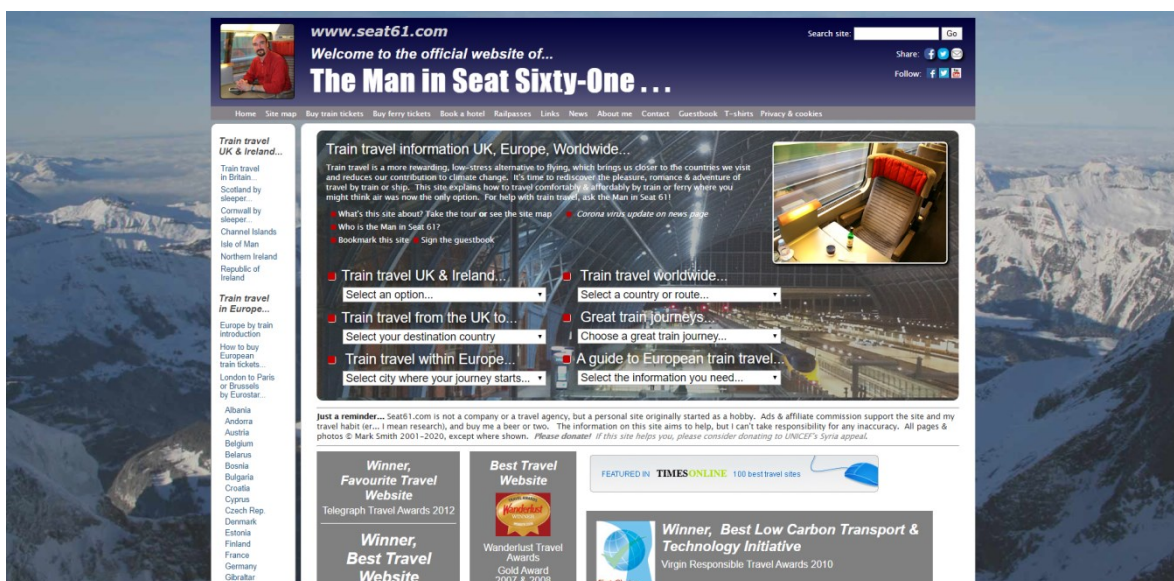 www.seat61.com
Welcome to the official website of...
The Man in Seat Sixty-One . . .
Search site:
Go
Share:
Follow:
Home Site map Buy train tickets Buy ferry tickets Book a hotel Railpasses Links News About me Contact Guestbook T-shirts Privacy & cookies
Train travel
UK & Ireland...
Train travel
in Britain...
Scotland by
sleeper...
Cornwall by
sleeper...
Channel Islands
Isle of Man
Northern Ireland
Republic of
Ireland
Train travel
in Europe...
Europe by train
introduction
How to buy
European
train tickets...
London to Paris
or Brussels
by Eurostar...
Albania
Andorra
Austria
Belgium
Belarus
Bosnia
Bulgaria
Croatia
Cyprus
Czech Rep.
Denmark
Estonia
Finland
France
Germany
Gibraltar
Train travel information UK, Europe, Worldwide...
Train travel is a more rewarding, low-stress alternative to flying, which brings us closer to the countries we visit
and reduces our contribution to climate change. It's time to rediscover the pleasure, romance & adventure of
travel by train or ship. This site explains how to travel comfortably & affordably by train or ferry where you
might think air was now the only option. For help with train travel, ask the Man in Seat 61!
What's this site about? Take the tour or see the site map
Corona virus update on news page
Who is the Man in Seat 61?
Bookmark this site
Sign the guestbook
Train travel UK & Ireland...
Select an option...
Train travel worldwide...
Select a country or route...
Train travel from the UK to...
Select your destination country
Great train journeys...
Choose a great train journey...
Train travel within Europe...
Select city where your journey starts...
A guide to European train travel...
Select the information you need...
Just a reminder... Seat61.com is not a company or a travel agency, but a personal site originally started as a hobby. Ads & affiliate commission support the site and my
travel habit (er... I mean research), and buy me a beer or two. The information on this site aims to help, but I can't take responsibility for any inaccuracy. All pages &
photos © Mark Smith 2001-2020, except where shown. Please donate! If this site helps you, please consider donating to UNICEF's Syria appeal.
Winner,
Favourite Travel
Website
Telegraph Travel Awards 2012
Winner,
Best Travel
Website
Best Travel
Website
Wanderlust
Wanderlust Travel
Awards
Gold Award
2007 & 2008
FEATURED IN TIMESONLINE 100 best travel sites
Winner, Best Low Carbon Transport &
Technology Initiative
Virgin Responsible Travel Awards 2010